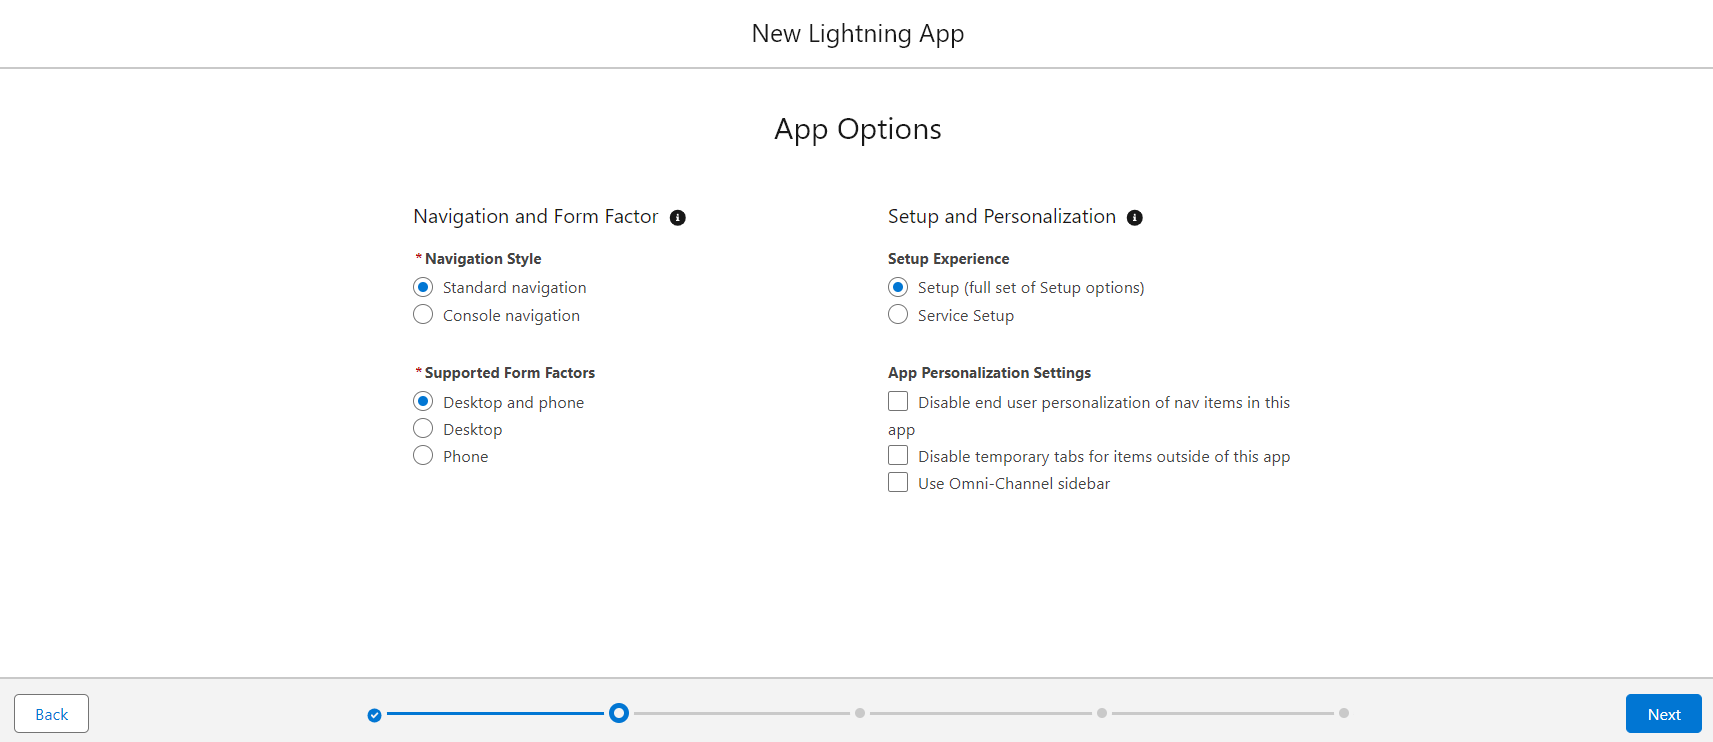 New Lightning App
App Options
Navigation and Form Factor
* Navigation Style
Standard navigation
Console navigation
* Supported Form Factors
Desktop and phone
Desktop
Phone
Setup and Personalization
Setup Experience
Setup (full set of Setup options)
Service Setup
App Personalization Settings
Disable end user personalization of nav items in this
app
Disable temporary tabs for items outside of this app
Use Omni-Channel sidebar
Back
Next